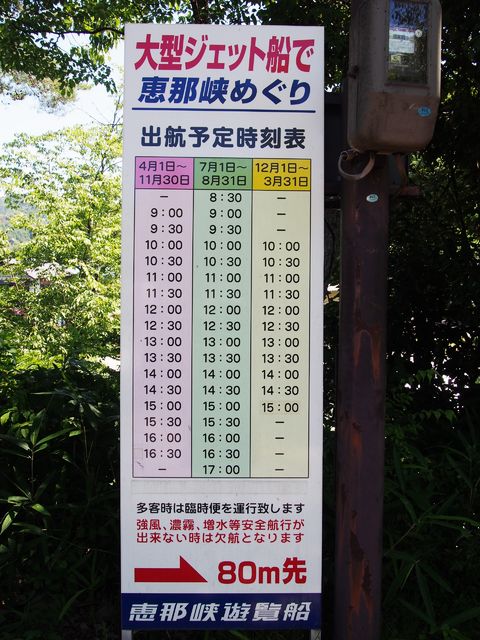 大型ジェット船で
恵那峡めぐり
出航予定時刻表
4月1日〜 7月1日〜 12月1日〜
11月30日 8月31日 3月31日
− 8:30 −
9:00 9:00 −
9:30 9:30 −
10:00 10:00 10:00
10:30 10:30 10:30
11:00 11:00 11:00
11:30 11:30 11:30
12:00 12:00 12:00
12:30 12:30 12:30
13:00 13:00 13:00
13:30 13:30 13:30
14:00 14:00 14:00
14:30 14:30 14:30
15:00 15:00 15:00
15:30 15:30 −
16:00 16:00 −
16:30 16:30 −
− 17:00 −
多客時は臨時便を運行致します
強風、濃霧、増水等安全航行が
出来ない時は欠航となります
80m先
恵那峡遊覧船